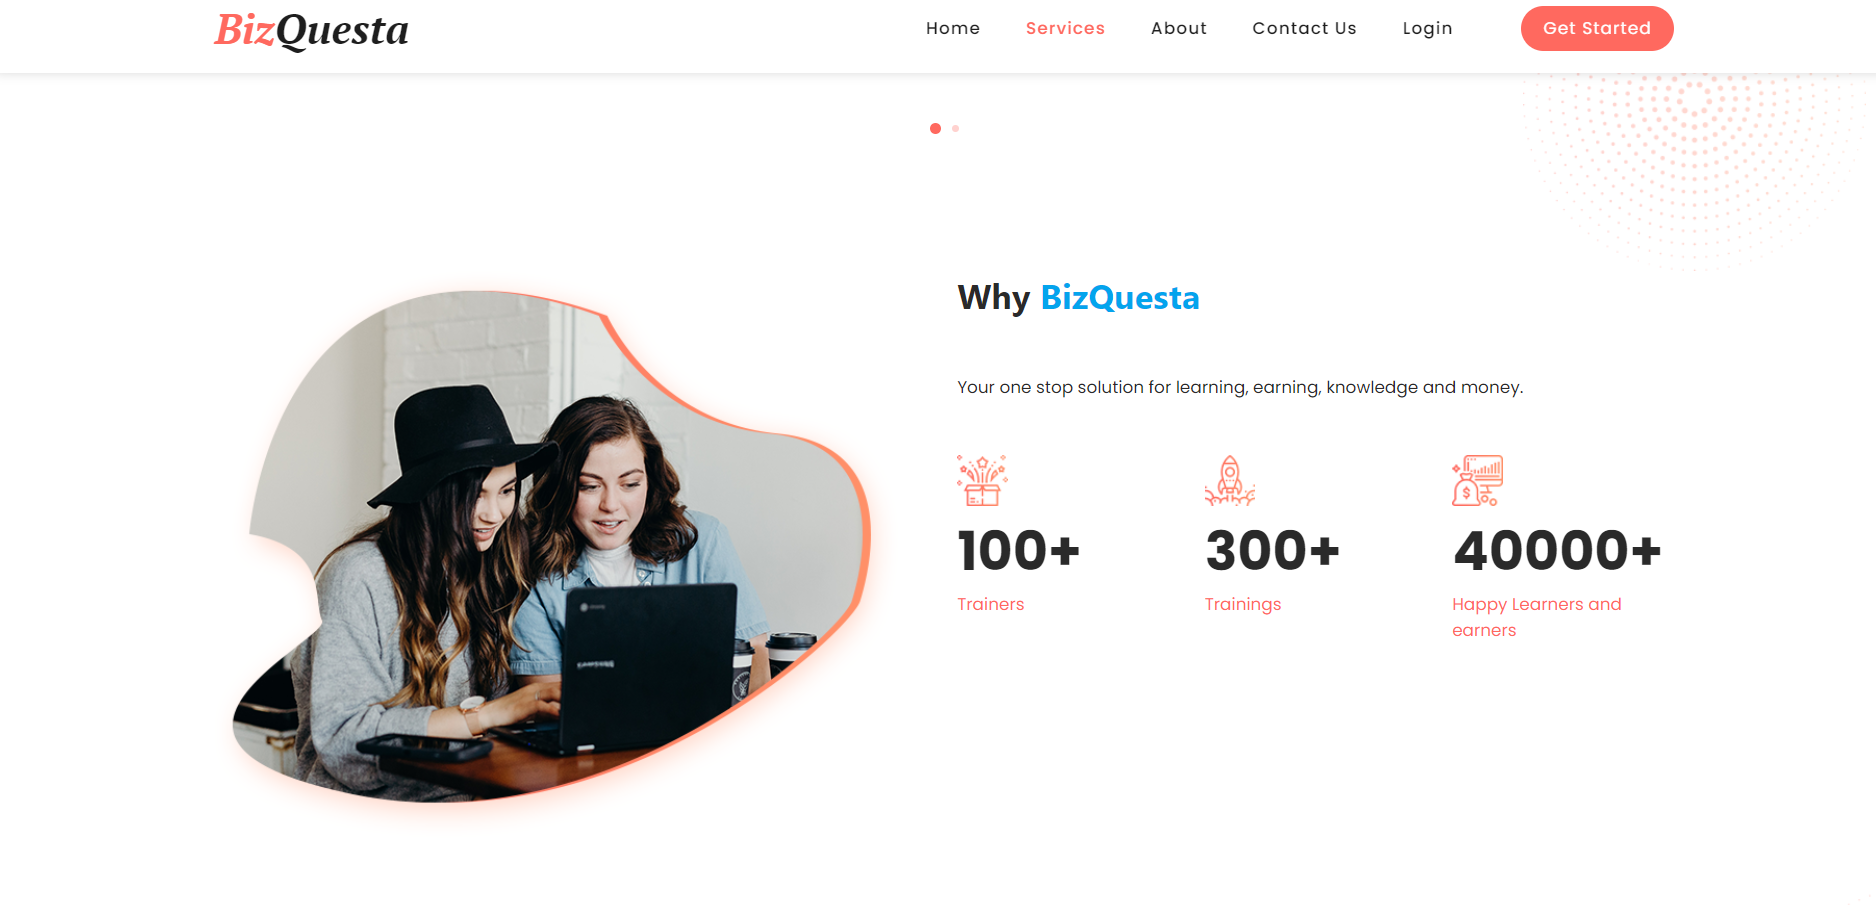 BizQuesta
Home
Services
About
Contact Us
Login
Get Started
Why BizQuesta
Your one stop solution for learning, earning, knowledge and money.
100+
Trainers
300+
Trainings
40000+
Happy Learners and
earners